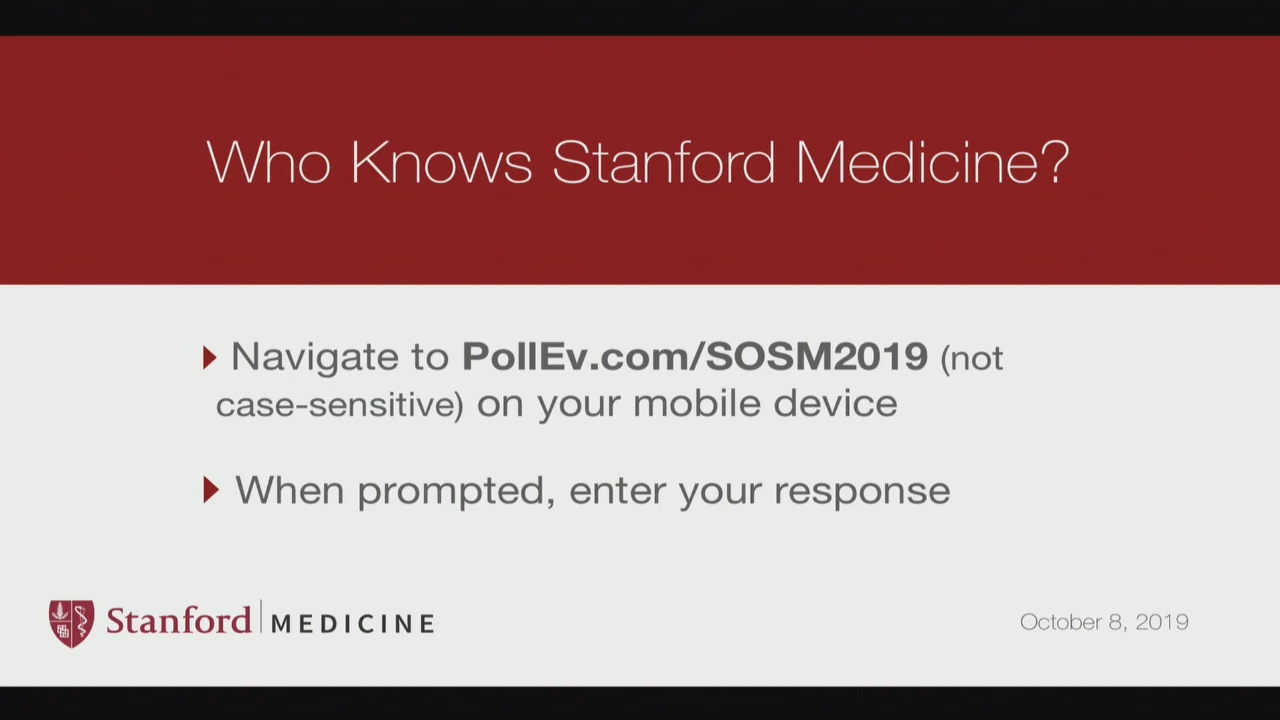 Who Knows Stanford Medicine?
Navigate to PollEv.com/SOSM2019 (not
case-sensitive) on your mobile device
When prompted, enter your response
Stanford MEDICINE
October 8, 2019